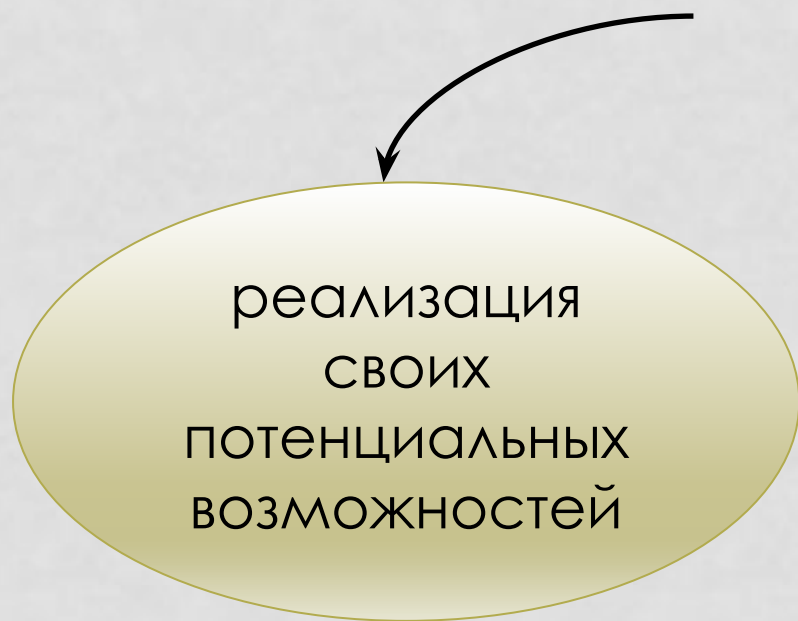 реализация
своих
потенциальных
возможностей